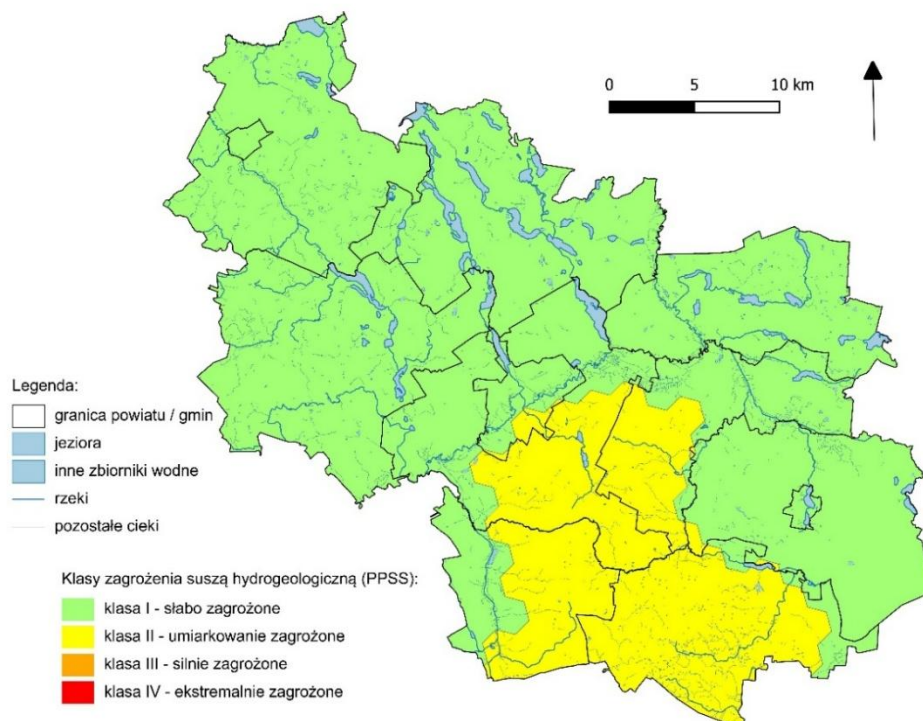 0 5 10 km
Legenda:
granica powiatu / gmin
jeziora
inne zbiorniki wodne
rzeki
pozostałe cieki
Klasy zagrożenia suszą hydrogeologiczną (PPSS):
klasa I - słabo zagrożone
klasa II - umiarkowanie zagrożone
klasa III - silnie zagrożone
klasa IV - ekstremalnie zagrożone